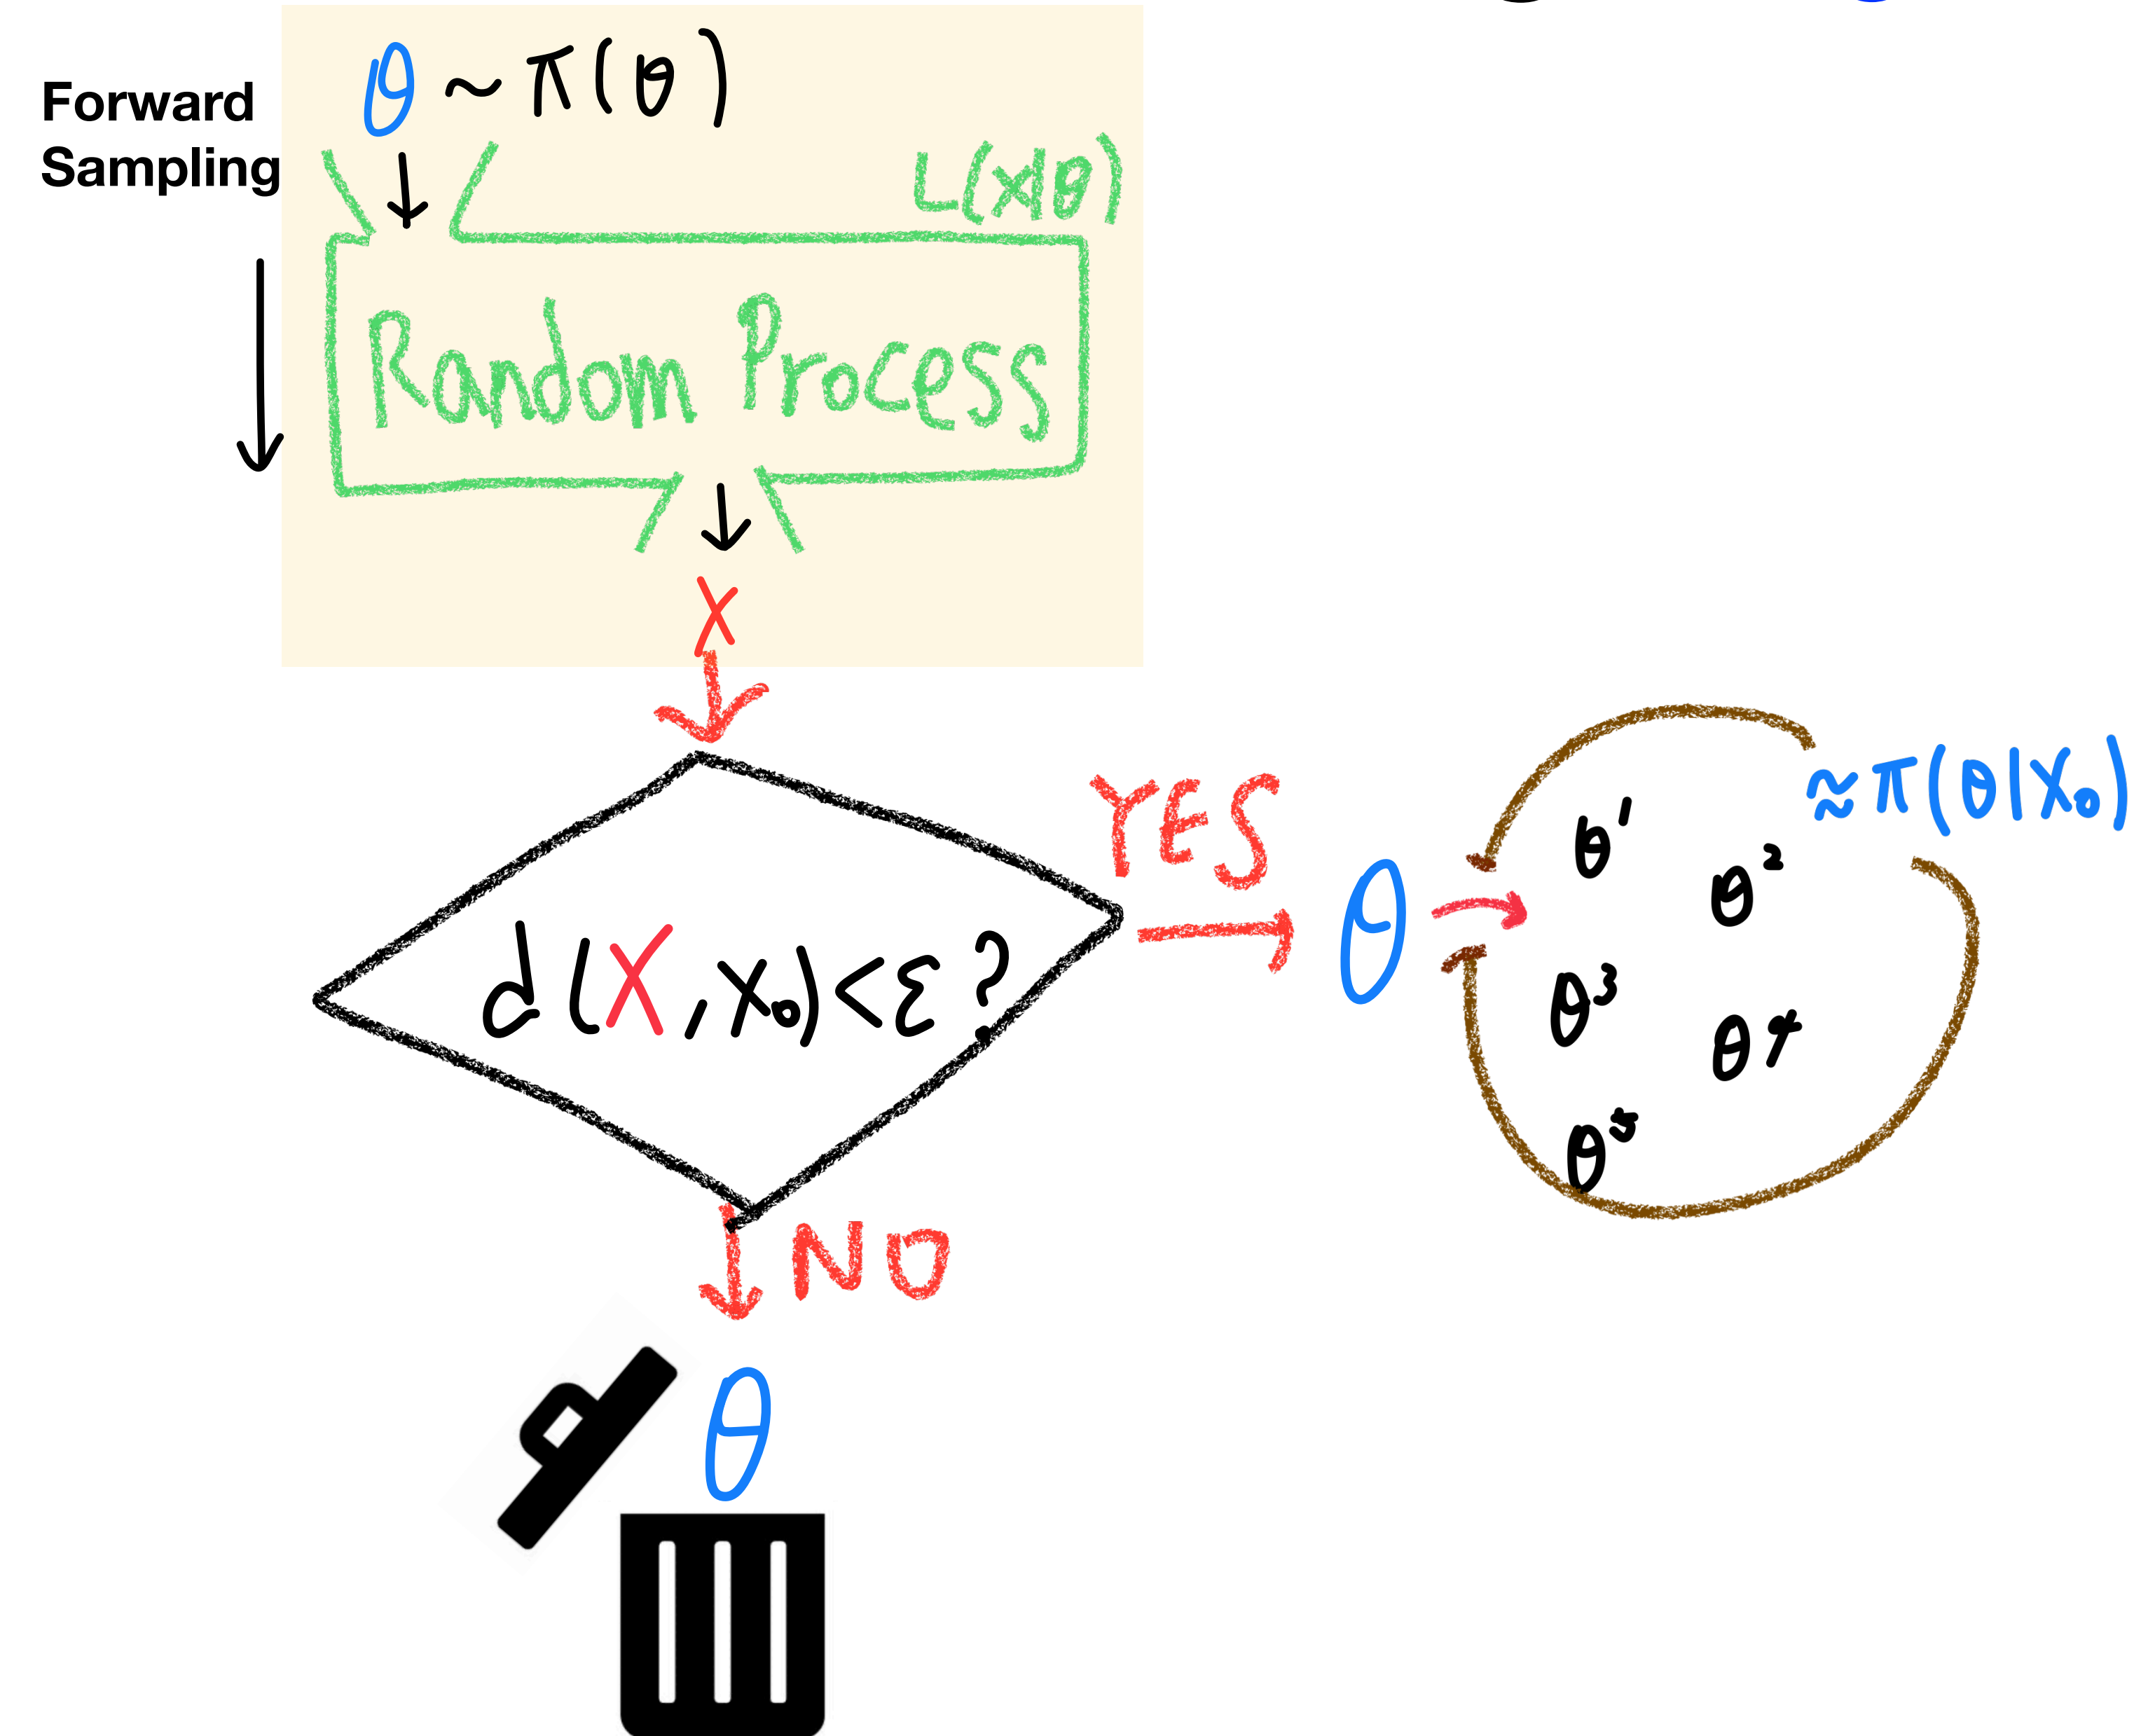 Forward
Sampling
θ ~ π(θ)
L(x|θ)
Random Process
X
d(X, X₀) < ε ?
YES
θ
≈ π(θ|X₀)
θ¹
θ²
θ³
θ⁴
θ⁵
NO
θ